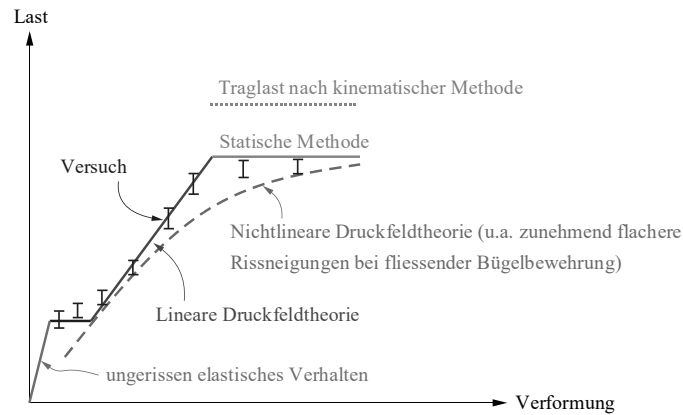 Last
Traglast nach kinematischer Methode
Statische Methode
Versuch
Nichtlineare Druckfeldtheorie (u.a. zunehmend flachere
Rissneigungen bei fliessender Bügelbewehrung)
Lineare Druckfeldtheorie
ungerissen elastisches Verhalten
Verformung